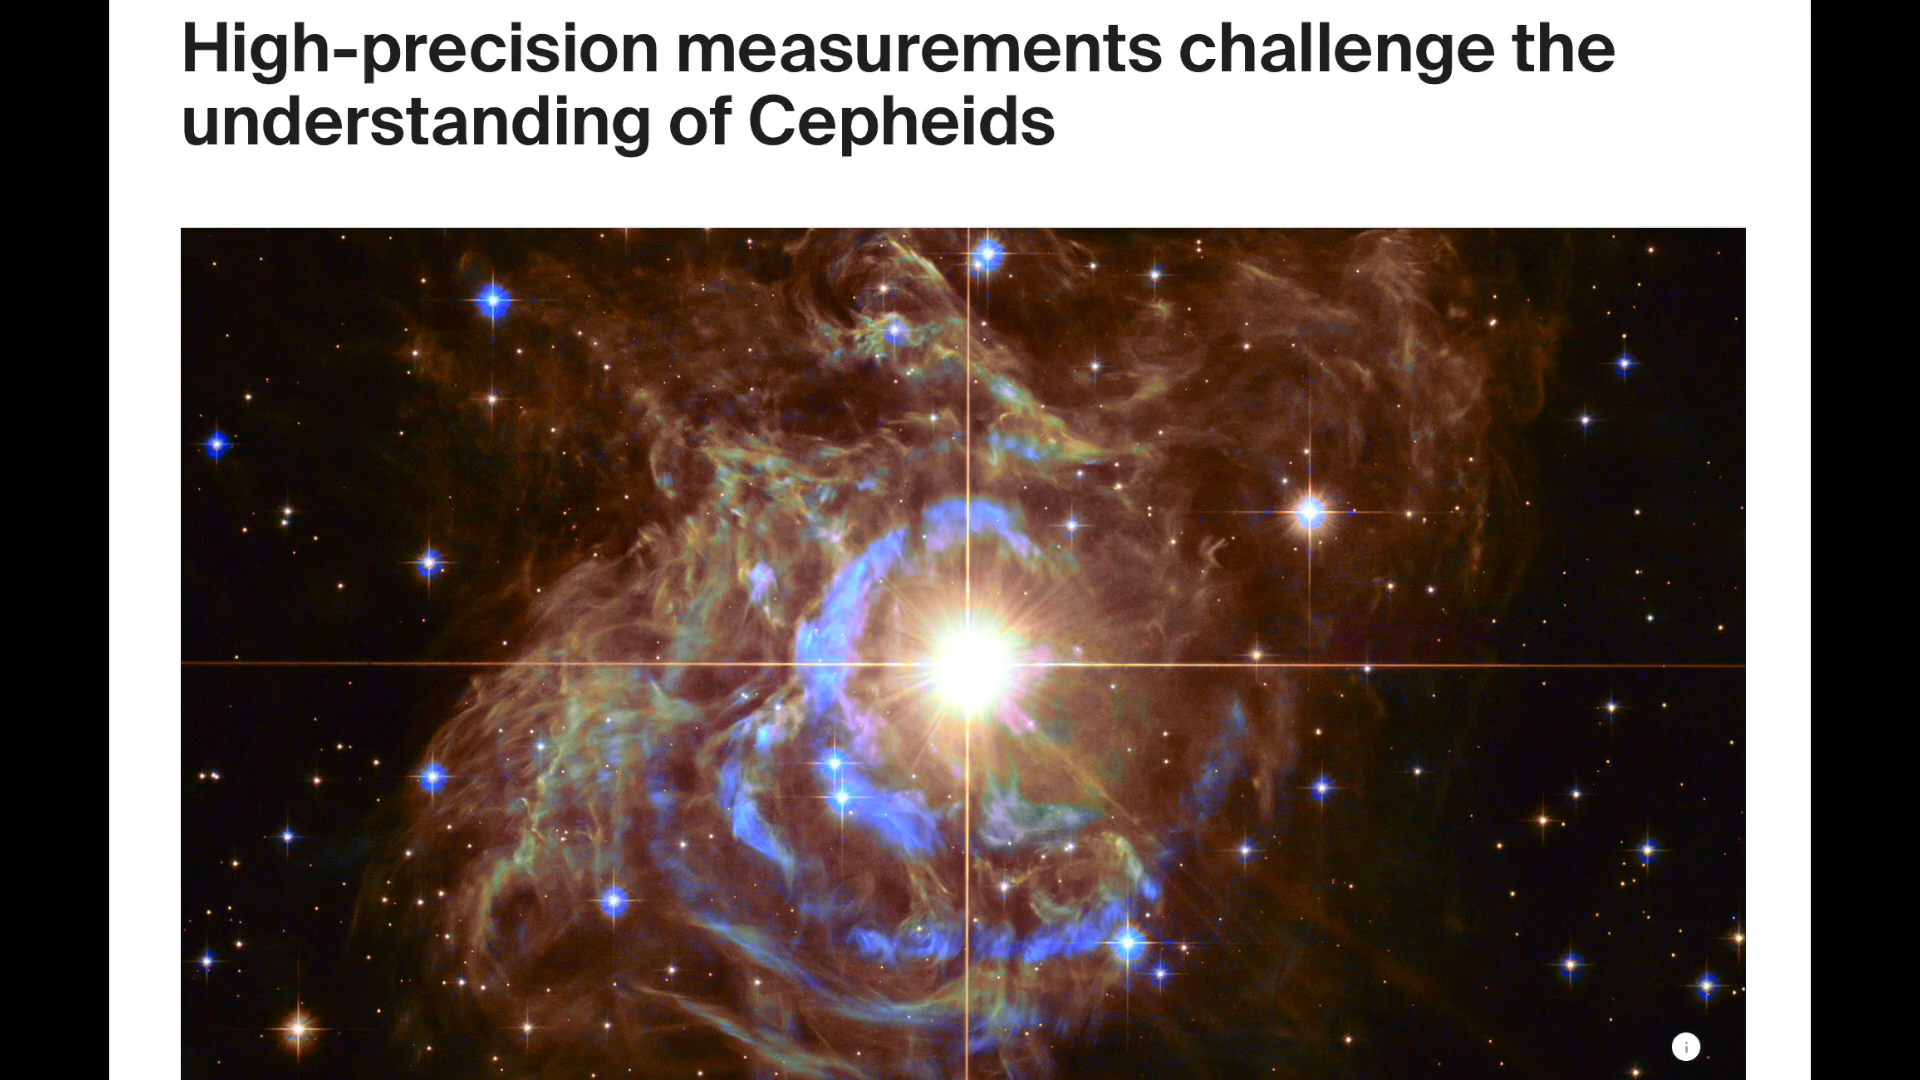 High-precision measurements challenge the
understanding of Cepheids